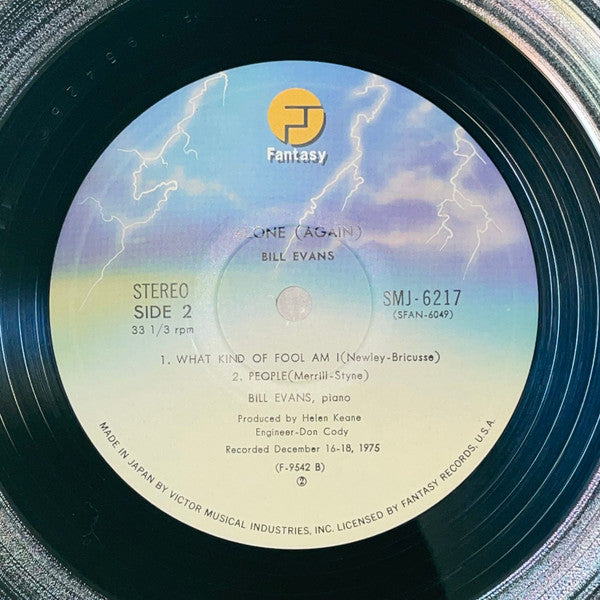 Fantasy
ALONE (AGAIN)
BILL EVANS
STEREO
SIDE 2
33 1/3 rpm
SMJ-6217
(SFAN-6049)
1. WHAT KIND OF FOOL AM I(Newley-Bricusse)
2. PEOPLE(Merrill-Styne)
BILL EVANS, piano
Produced by Helen Keane
Engineer-Don Cody
Recorded December 16-18, 1975
(F-9542 B)
②
MADE IN JAPAN BY VICTOR MUSICAL INDUSTRIES, INC. LICENSED BY FANTASY RECORDS, U.S.A.